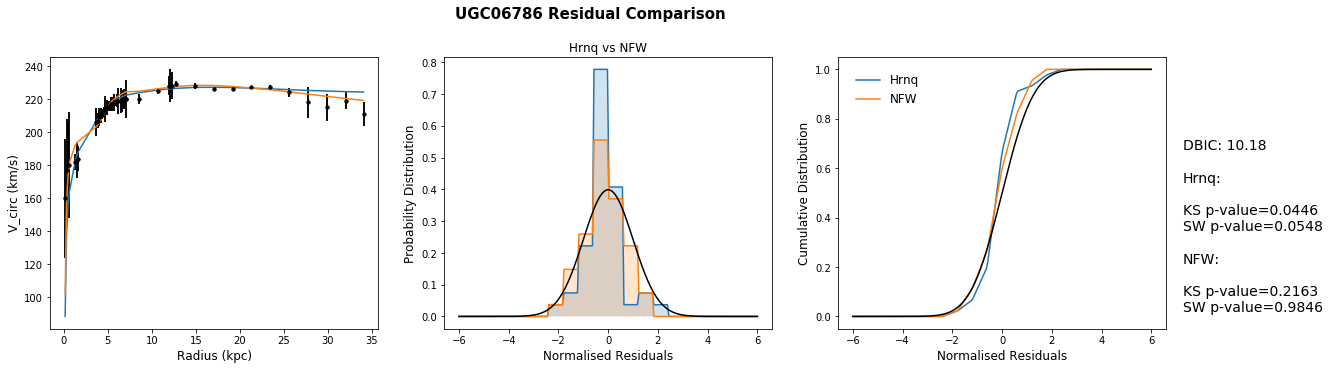 UGC06786 Residual Comparison
V_circ (km/s)
240
220
200
180
160
140
120
100
0
5
10
15
20
25
30
35
Radius (kpc)
Hrnq vs NFW
Probability Distribution
0.8
0.7
0.6
0.5
0.4
0.3
0.2
0.1
0.0
−6
−4
−2
0
2
4
6
Normalised Residuals
Cumulative Distribution
1.0
0.8
0.6
0.4
0.2
0.0
Hrnq
NFW
−6
−4
−2
0
2
4
6
Normalised Residuals
DBIC: 10.18
Hrnq:
KS p-value=0.0446
SW p-value=0.0548
NFW:
KS p-value=0.2163
SW p-value=0.9846